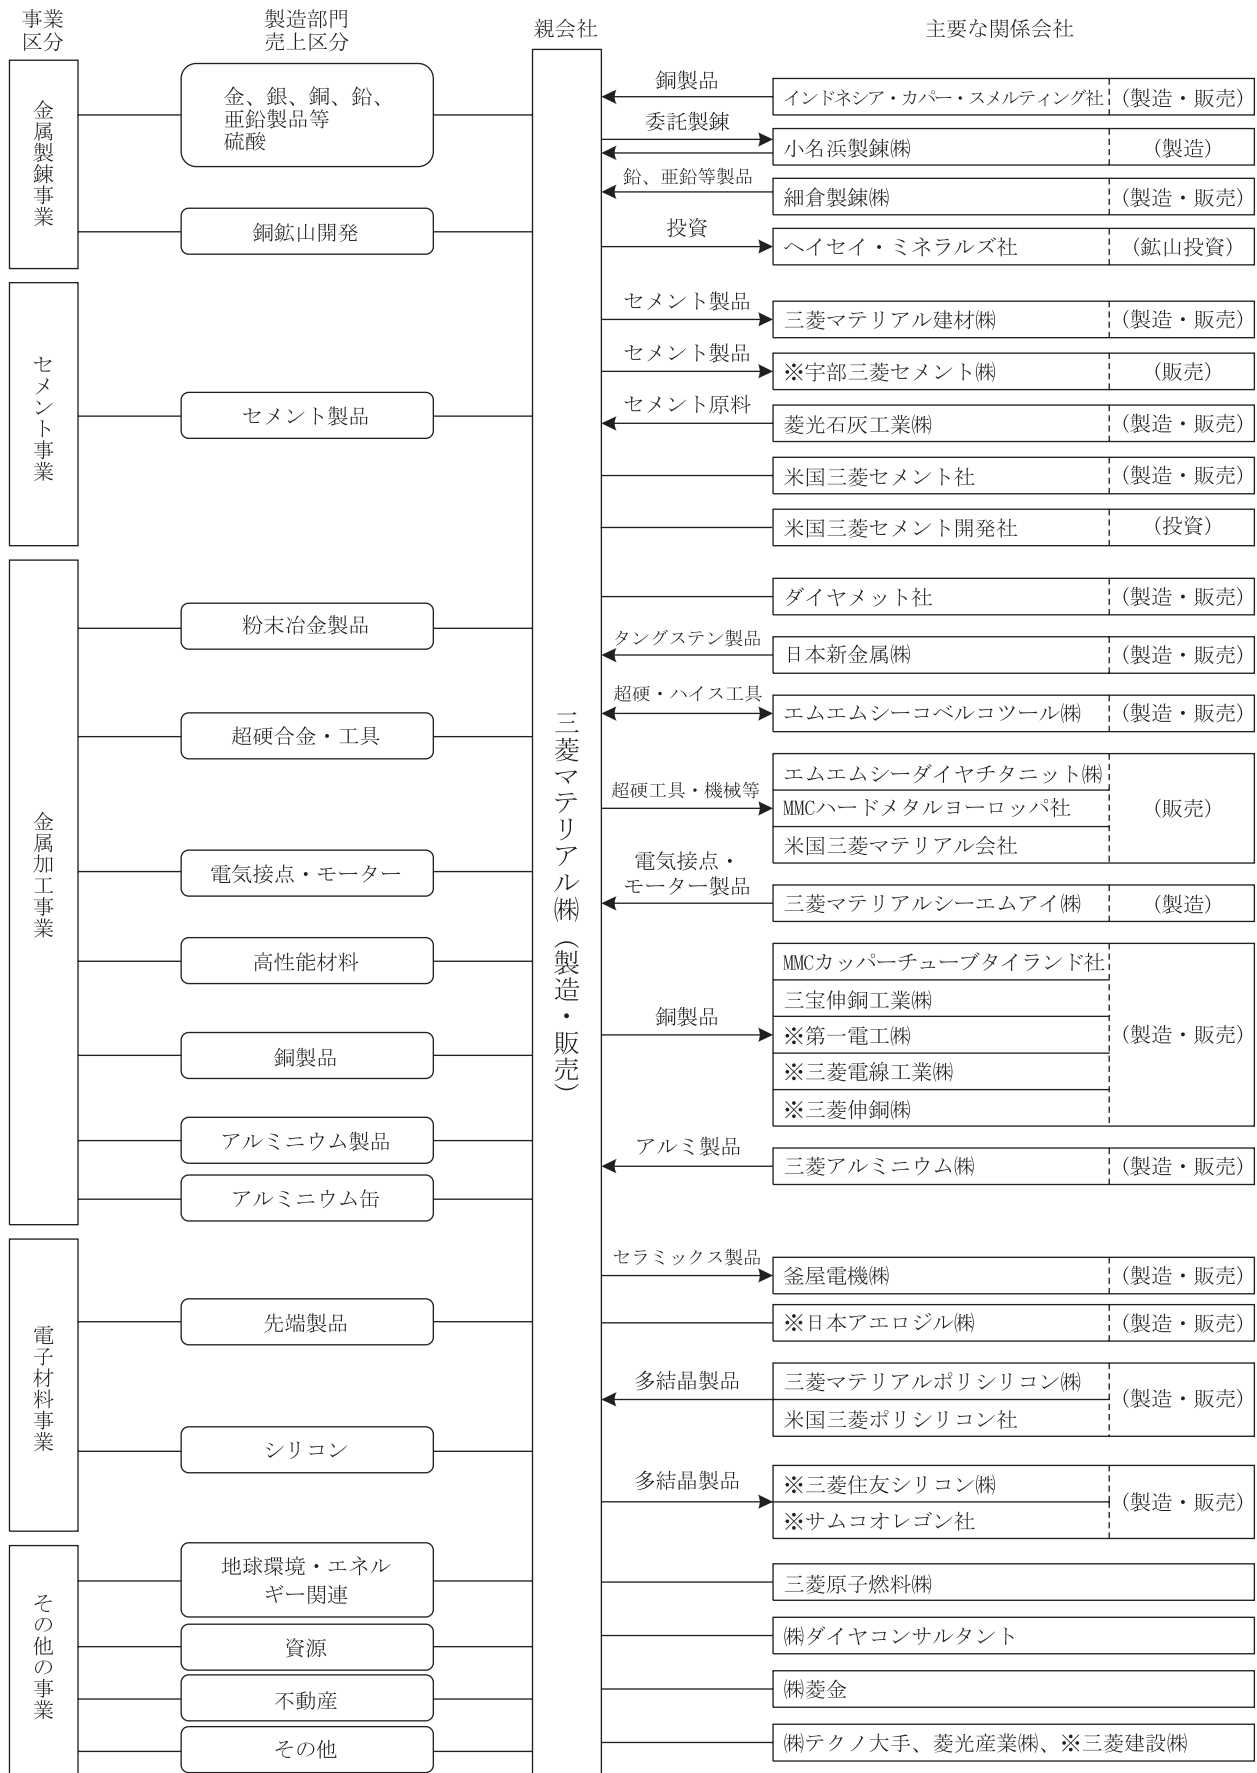 事業
区分
製造部門
売上区分
親会社
主要な関係会社
金属製錬事業
金、銀、銅、鉛、
亜鉛製品等
硫酸
銅鉱山開発
セメント事業
セメント製品
金属加工事業
粉末冶金製品
超硬合金・工具
電気接点・モーター
高性能材料
銅製品
アルミニウム製品
アルミニウム缶
電子材料事業
先端製品
シリコン
その他の事業
地球環境・エネル
ギー関連
資源
不動産
その他
三菱マテリアル㈱（製造・販売）
銅製品
インドネシア・カパー・スメルティング社
（製造・販売）
委託製錬
小名浜製錬㈱
（製造）
鉛、亜鉛等製品
細倉製錬㈱
（製造・販売）
投資
ヘイセイ・ミネラルズ社
（鉱山投資）
セメント製品
三菱マテリアル建材㈱
（製造・販売）
セメント製品
※宇部三菱セメント㈱
（販売）
セメント原料
菱光石灰工業㈱
（製造・販売）
米国三菱セメント社
（製造・販売）
米国三菱セメント開発社
（投資）
ダイヤメット社
（製造・販売）
タングステン製品
日本新金属㈱
（製造・販売）
超硬・ハイス工具
エムエムシーコベルコツール㈱
（製造・販売）
超硬工具・機械等
エムエムシーダイヤチタニット㈱
MMCハードメタルヨーロッパ社
米国三菱マテリアル会社
（販売）
電気接点・
モーター製品
三菱マテリアルシーエムアイ㈱
（製造）
銅製品
MMCカッパーチューブタイランド社
三宝伸銅工業㈱
※第一電工㈱
※三菱電線工業㈱
※三菱伸銅㈱
（製造・販売）
アルミ製品
三菱アルミニウム㈱
（製造・販売）
セラミックス製品
釜屋電機㈱
（製造・販売）
※日本アエロジル㈱
（製造・販売）
多結晶製品
三菱マテリアルポリシリコン㈱
米国三菱ポリシリコン社
（製造・販売）
多結晶製品
※三菱住友シリコン㈱
※サムコオレゴン社
（製造・販売）
三菱原子燃料㈱
㈱ダイヤコンサルタント
㈱菱金
㈱テクノ大手、菱光産業㈱、※三菱建設㈱